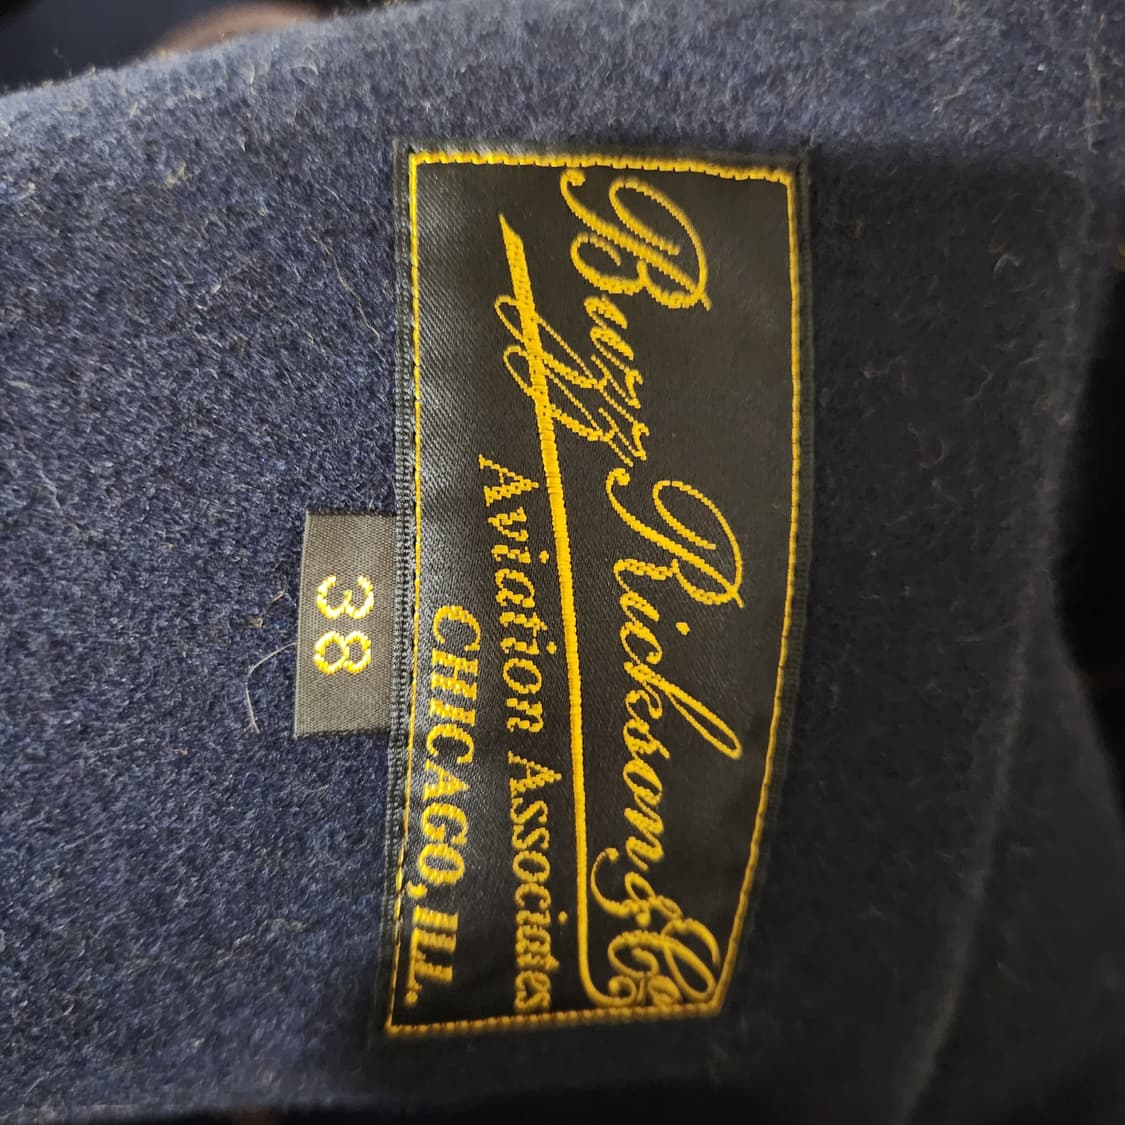 Buzz Rickson & Co
Aviation Associates
CHICAGO, ILL.
38